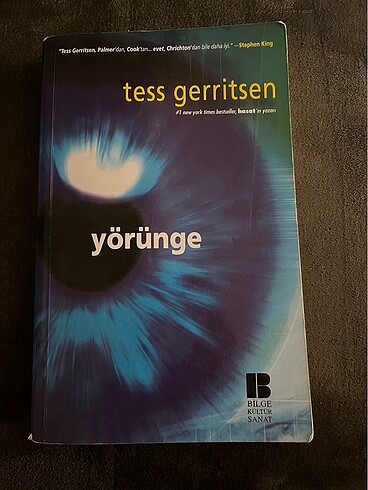 "Tess Gerritsen, Palmer'dan, Cook'tan... evet, Chrichton'dan bile daha iyi." —Stephen King
tess gerritsen
#1 new york times bestseller, hasat'ın yazarı
yörünge
B
BİLGE
KÜLTÜR
SANAT